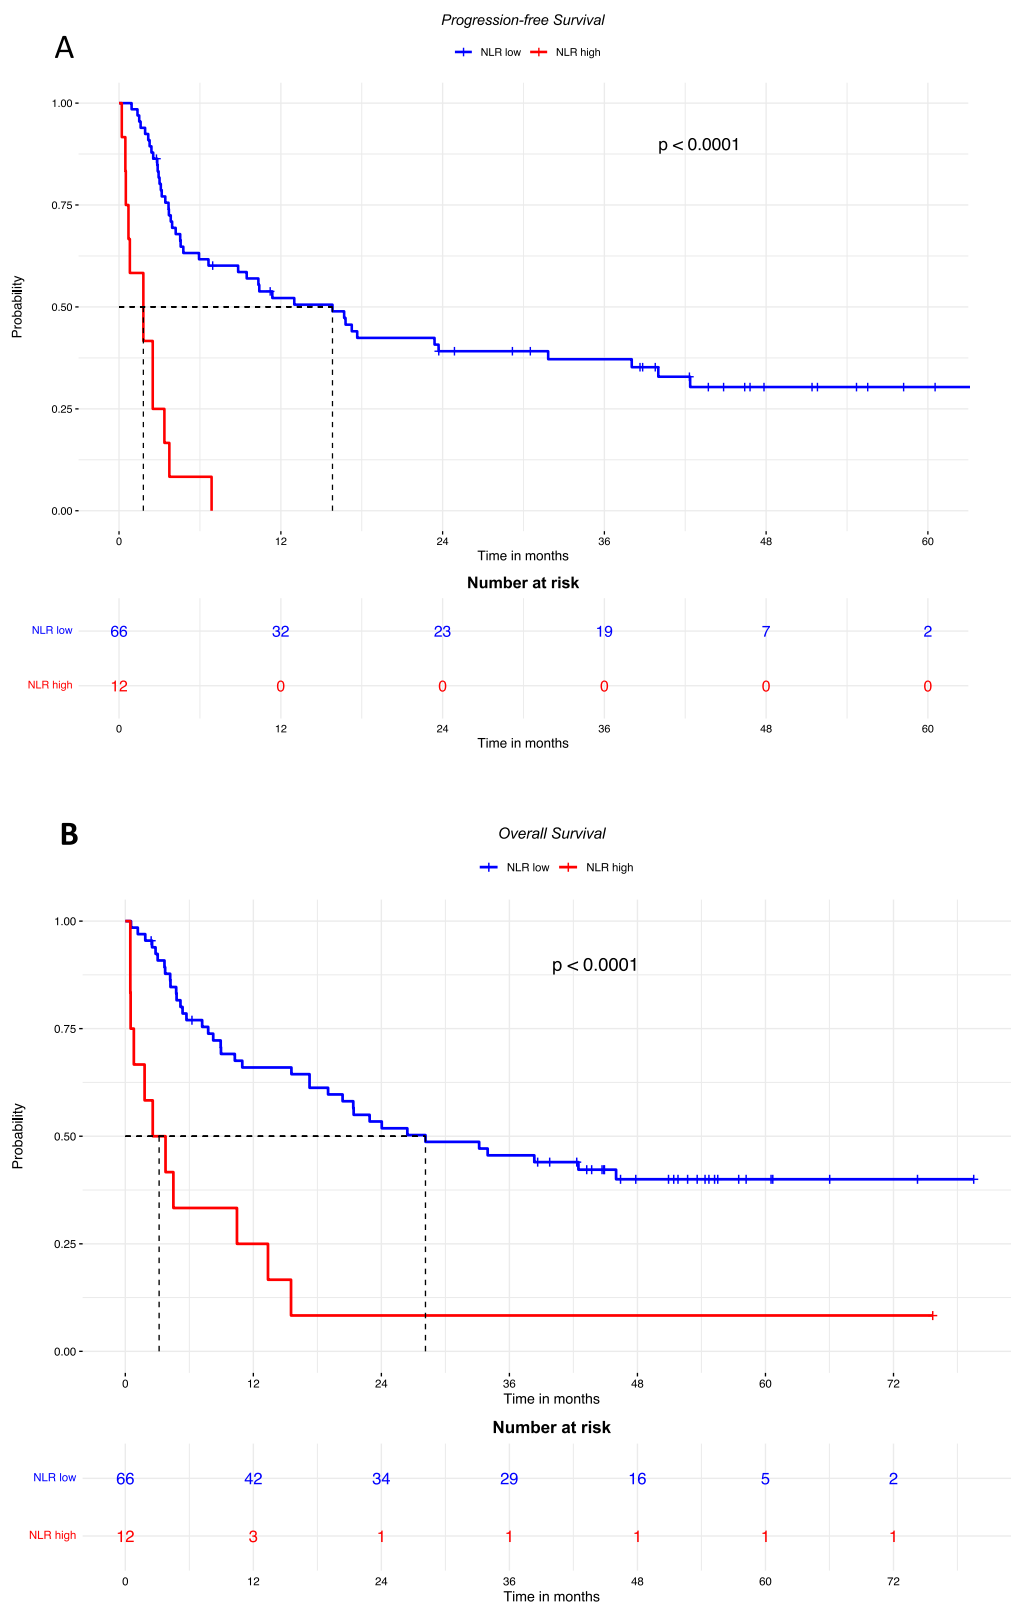 Progression-free Survival
A
NLR low NLR high
1.00
p < 0.0001
0.75
0.50
0.25
0.00
Probability
0 12 24 36 48 60
Time in months
Number at risk
NLR low 66 32 23 19 7 2
NLR high 12 0 0 0 0 0
0 12 24 36 48 60
Time in months
B
Overall Survival
NLR low NLR high
1.00
p < 0.0001
0.75
0.50
0.25
0.00
Probability
0 12 24 36 48 60 72
Time in months
Number at risk
NLR low 66 42 34 29 16 5 2
NLR high 12 3 1 1 1 1 1
0 12 24 36 48 60 72
Time in months